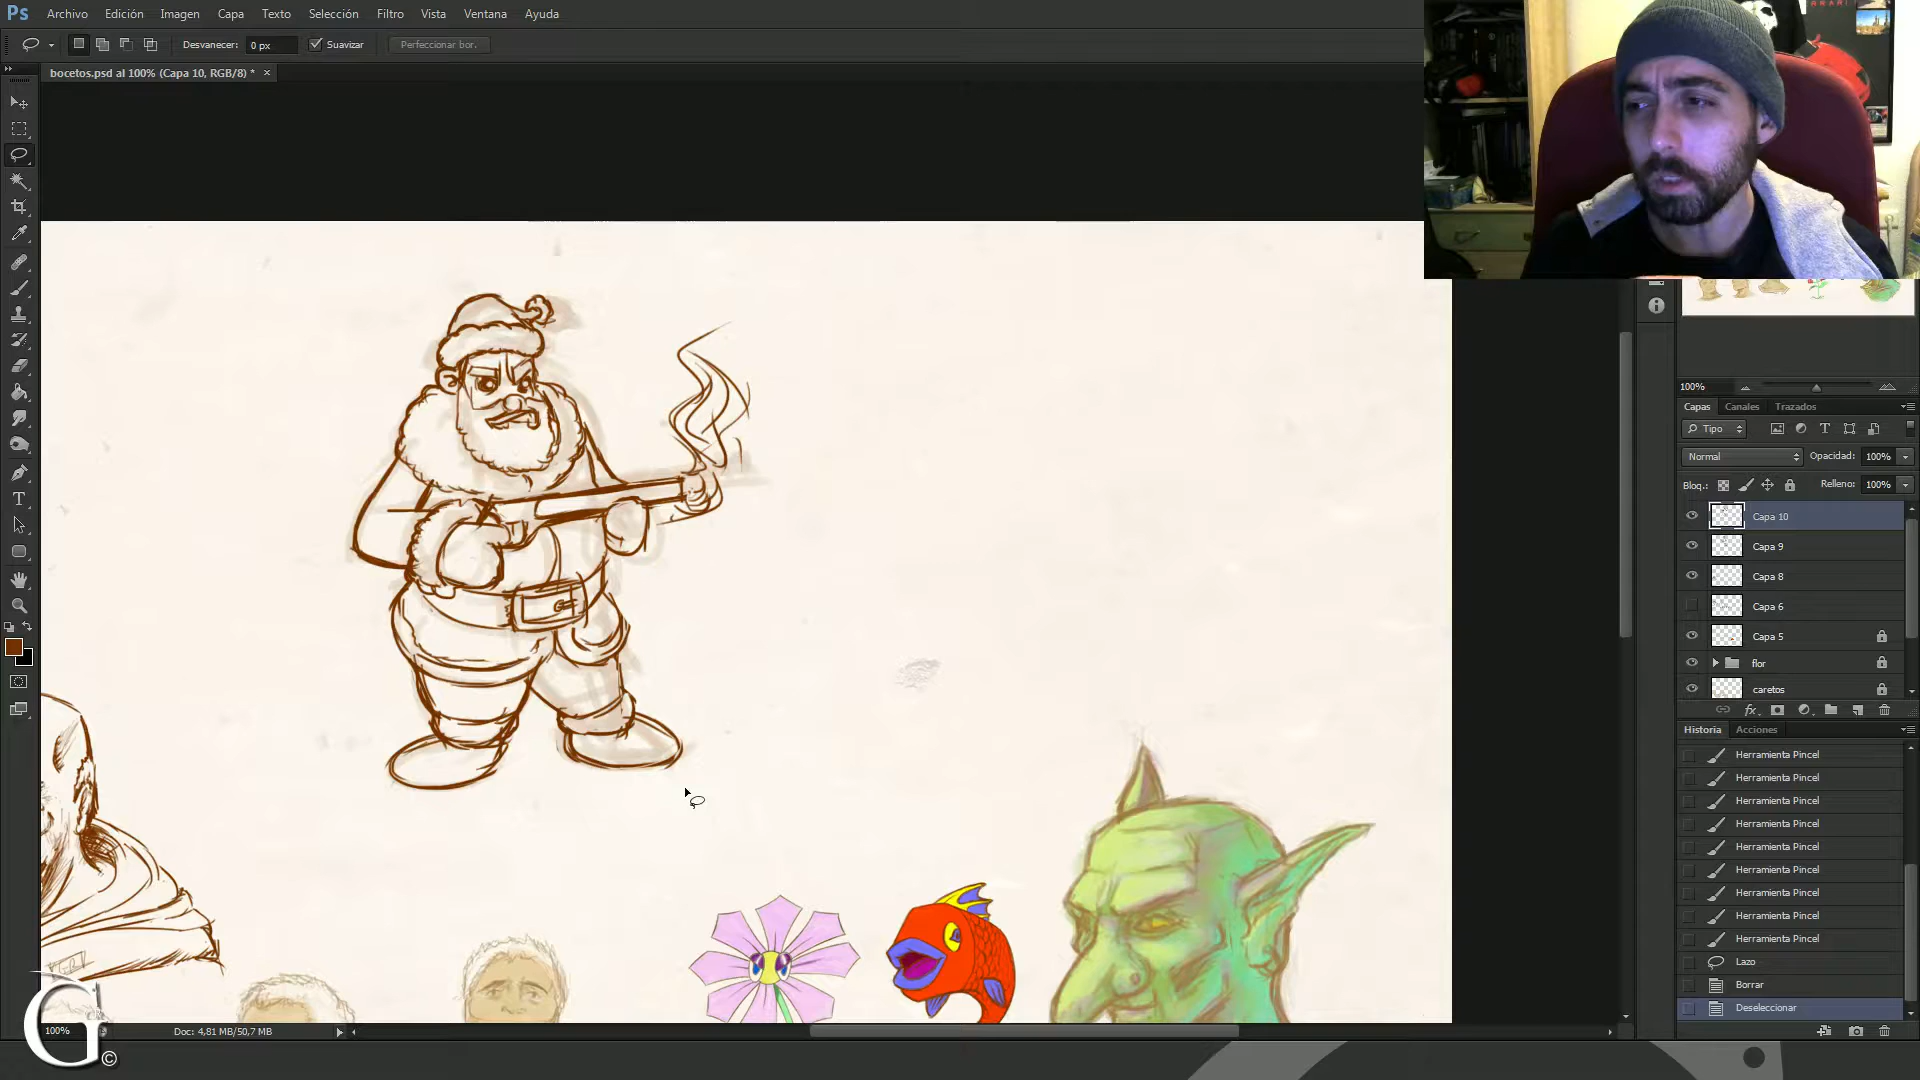 Ps Archivo Edición Imagen Capa Texto Selección Filtro Vista Ventana Ayuda
Desvanecer: 0 px Suavizar Perfeccionar bor.
bocetos.psd al 100% (Capa 10, RGB/8) * ×
100%
Capas Canales Trazados
Tipo
Normal Opacidad: 100%
Bloq.: Relleno: 100%
Capa 10
Capa 9
Capa 8
Capa 6
Capa 5
flor
caretos
Historia Acciones
Herramienta Pincel
Herramienta Pincel
Herramienta Pincel
Herramienta Pincel
Herramienta Pincel
Herramienta Pincel
Herramienta Pincel
Herramienta Pincel
Herramienta Pincel
Lazo
Borrar
Deseleccionar
100% Doc: 4,81 MB/50,7 MB
G©